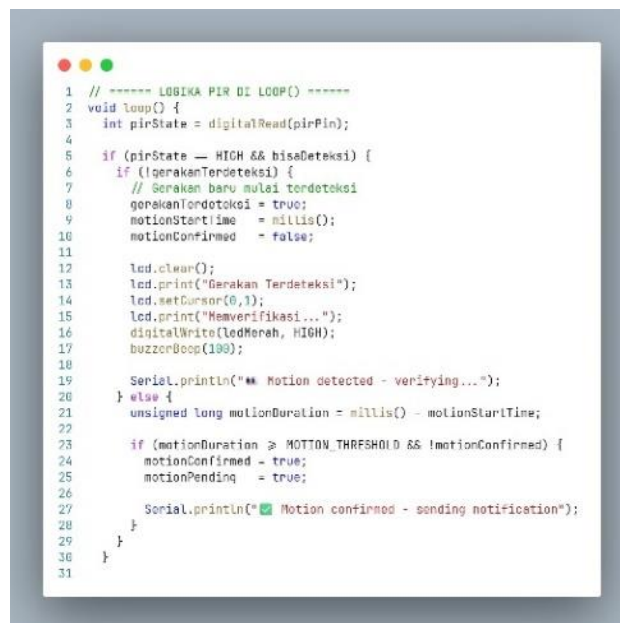 1 // ====== LOGIKA PIR DI LOOP() ======
2 void loop() {
3 int pirState = digitalRead(pirPin);
4
5 if (pirState == HIGH && bisaDeteksi) {
6 if (!gerakanTerdeteksi) {
7 // Gerakan baru mulai terdeteksi
8 gerakanTerdeteksi = true;
9 motionStartTime = millis();
10 motionConfirmed = false;
11
12 lcd.clear();
13 lcd.print("Gerakan Terdeteksi");
14 lcd.setCursor(0,1);
15 lcd.print("Memverifikasi...");
16 digitalWrite(ledMerah, HIGH);
17 buzzerBeep(100);
18
19 Serial.println(" Motion detected - verifying...");
20 } else {
21 unsigned long motionDuration = millis() - motionStartTime;
22
23 if (motionDuration >= MOTION_THRESHOLD && !motionConfirmed) {
24 motionConfirmed = true;
25 motionPending = true;
26
27 Serial.println("✅ Motion confirmed - sending notification");
28 }
29 }
30 }
31